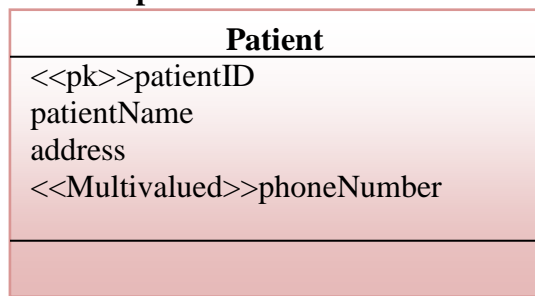 Patient
<<pk>>patientID
patientName
address
<<Multivalued>>phoneNumber